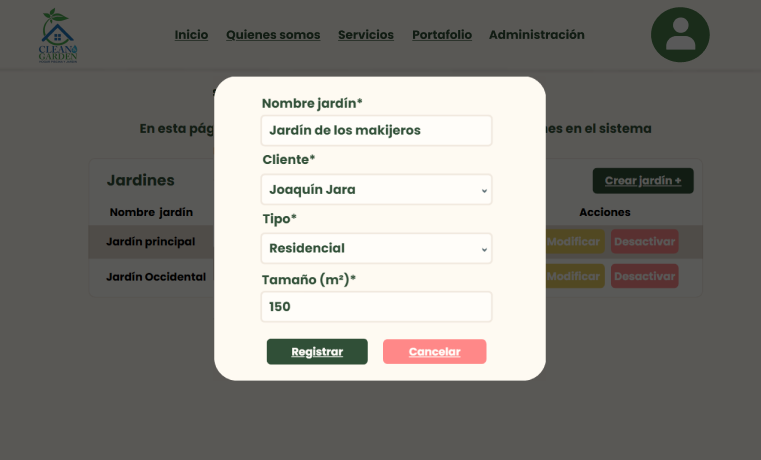 CLEAN
GARDEN
Inicio
Quienes somos
Servicios
Portafolio
Administración
En esta pág
nes en el sistema
Jardines
Crear jardín +
Nombre jardín
Acciones
Jardín principal
Modificar
Desactivar
Jardín Occidental
Modificar
Desactivar
Nombre jardín*
Jardín de los makijeros
Cliente*
Joaquín Jara
Tipo*
Residencial
Tamaño (m²)*
150
Registrar
Cancelar